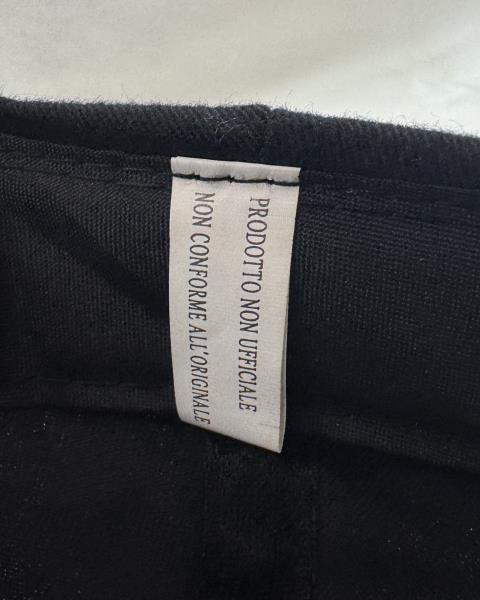 PRODOTTO NON UFFICIALE
NON CONFORME ALL'ORIGINALE